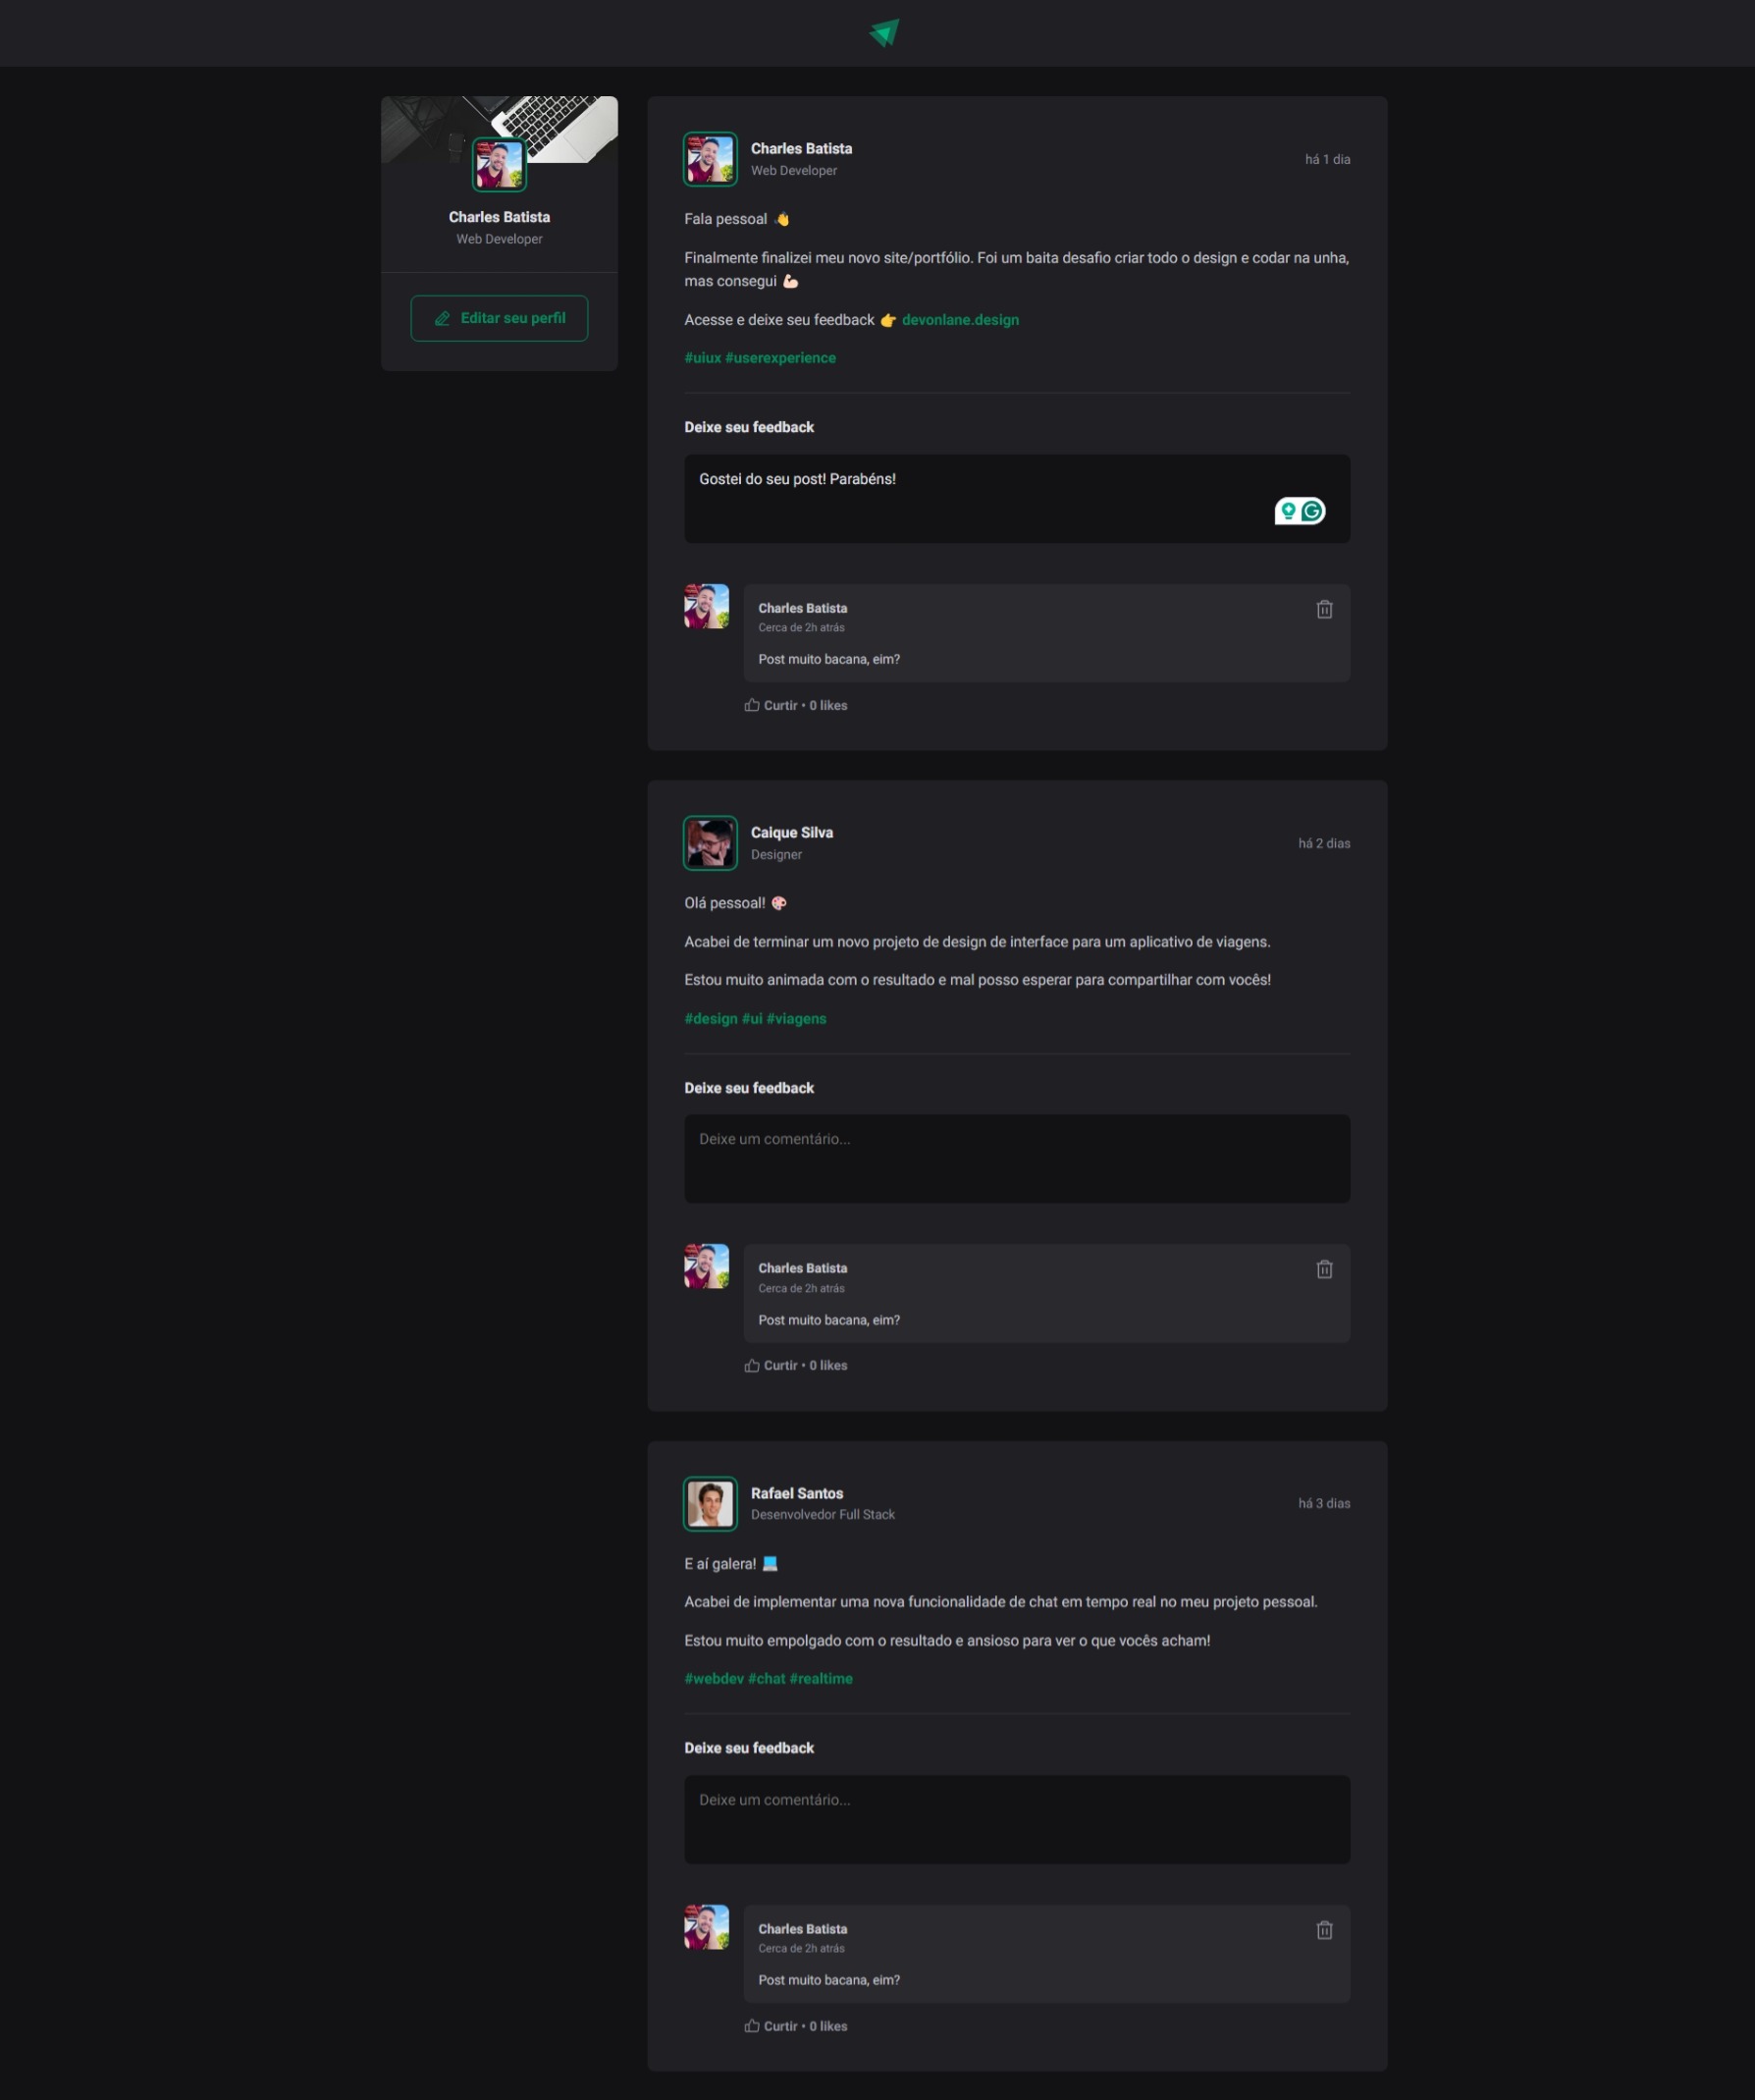 Charles Batista
Web Developer
Editar seu perfil
Charles Batista
Web Developer
há 1 dia
Fala pessoal 👋
Finalmente finalizei meu novo site/portfólio. Foi um baita desafio criar todo o design e codar na unha,
mas consegui 💪🏻
Acesse e deixe seu feedback 👉 devonlane.design
#uiux #userexperience
Deixe seu feedback
Gostei do seu post! Parabéns!
Charles Batista
Cerca de 2h atrás
Post muito bacana, eim?
Curtir • 0 likes
Caique Silva
Designer
há 2 dias
Olá pessoal! 🎨
Acabei de terminar um novo projeto de design de interface para um aplicativo de viagens.
Estou muito animada com o resultado e mal posso esperar para compartilhar com vocês!
#design #ui #viagens
Deixe seu feedback
Deixe um comentário...
Charles Batista
Cerca de 2h atrás
Post muito bacana, eim?
Curtir • 0 likes
Rafael Santos
Desenvolvedor Full Stack
há 3 dias
E aí galera! 💻
Acabei de implementar uma nova funcionalidade de chat em tempo real no meu projeto pessoal.
Estou muito empolgado com o resultado e ansioso para ver o que vocês acham!
#webdev #chat #realtime
Deixe seu feedback
Deixe um comentário...
Charles Batista
Cerca de 2h atrás
Post muito bacana, eim?
Curtir • 0 likes